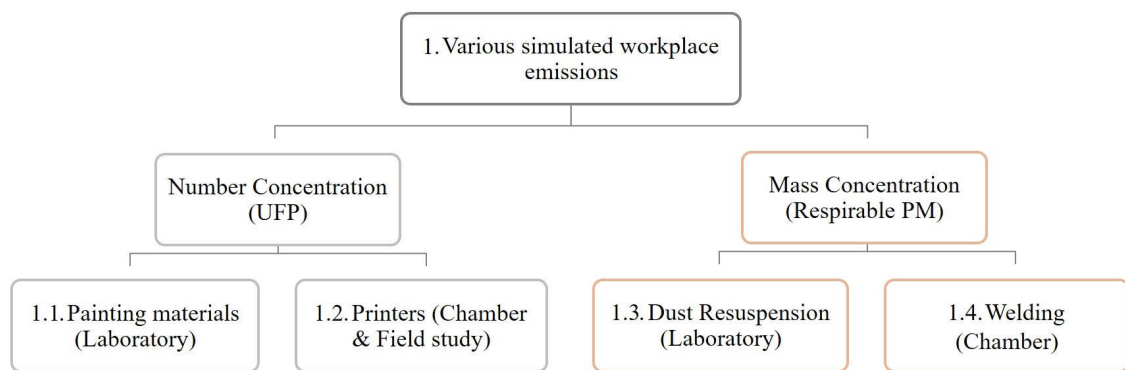 1. Various simulated workplace
emissions
Number Concentration
(UFP)
Mass Concentration
(Respirable PM)
1.1. Painting materials
(Laboratory)
1.2. Printers (Chamber
& Field study)
1.3. Dust Resuspension
(Laboratory)
1.4. Welding
(Chamber)